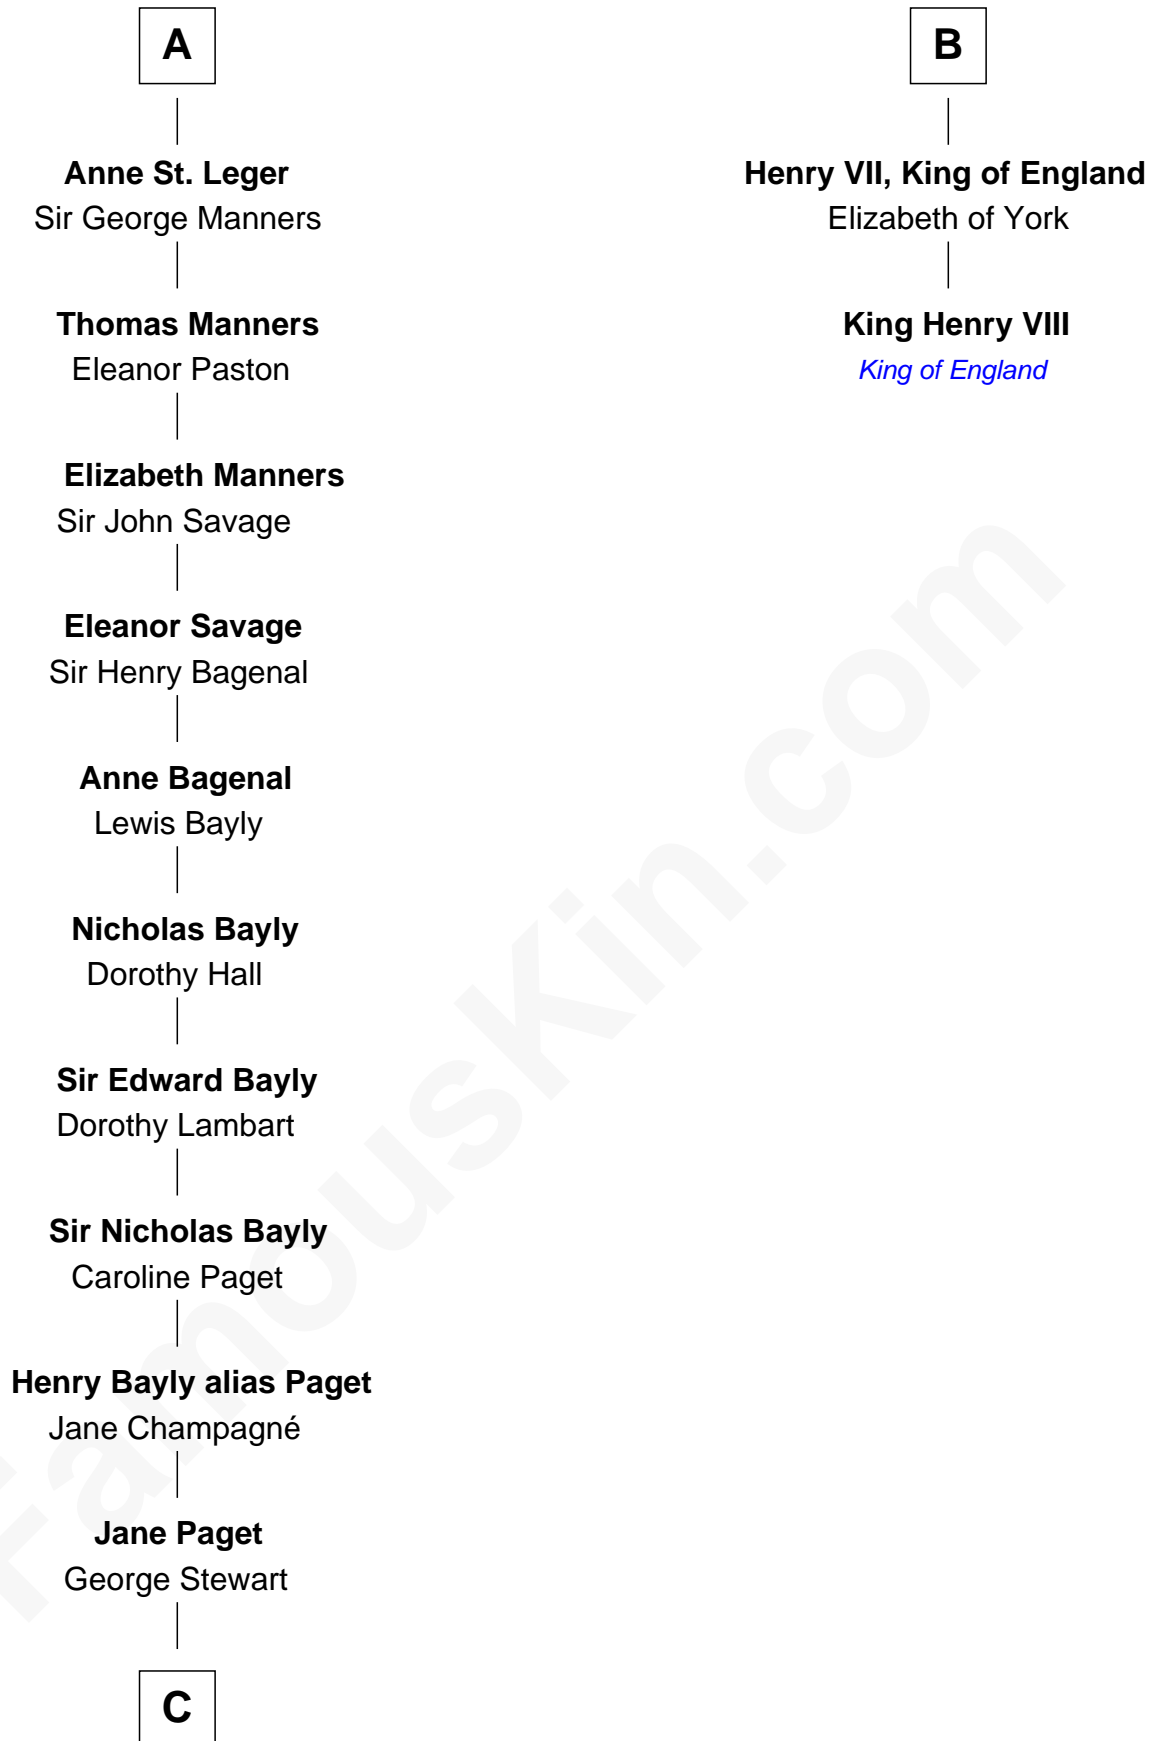 A
Anne St. Leger
Sir George Manners
Thomas Manners
Eleanor Paston
Elizabeth Manners
Sir John Savage
Eleanor Savage
Sir Henry Bagenal
Anne Bagenal
Lewis Bayly
Nicholas Bayly
Dorothy Hall
Sir Edward Bayly
Dorothy Lambart
Sir Nicholas Bayly
Caroline Paget
Henry Bayly alias Paget
Jane Champagné
Jane Paget
George Stewart
C
B
Henry VII, King of England
Elizabeth of York
King Henry VIII
King of England
FamousKin.com